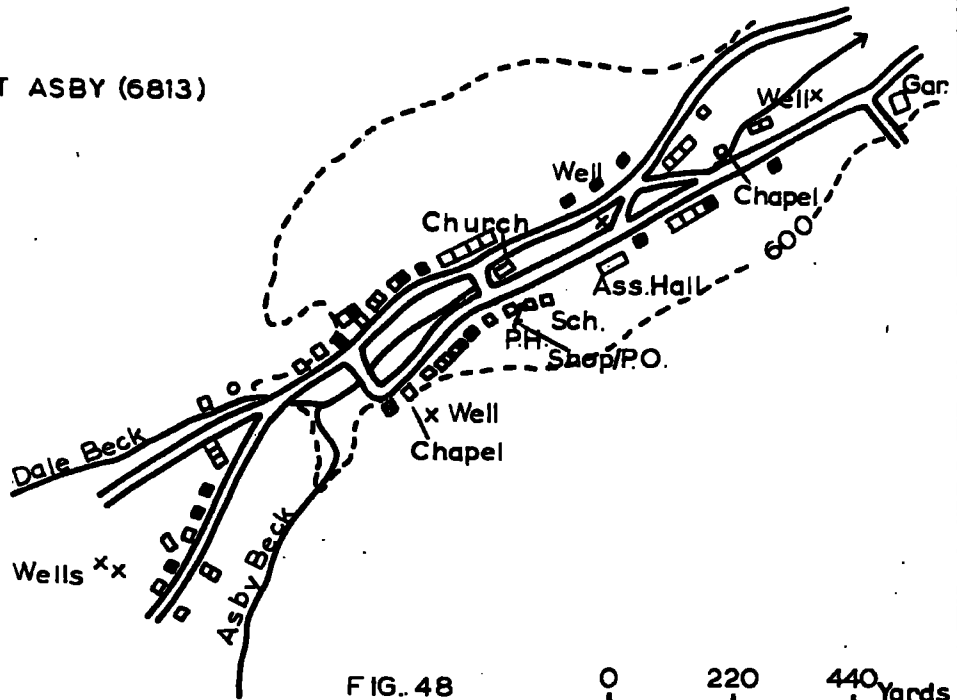 T ASBY (6813)
Gar.
Well x
Well
Chapel
Church
x
600
Ass. Hall
Sch.
P.H.
Shop/P.O.
x Well
Chapel
Dale Beck
Asby Beck
Wells xx
FIG.. 48
0 220 440 Yards